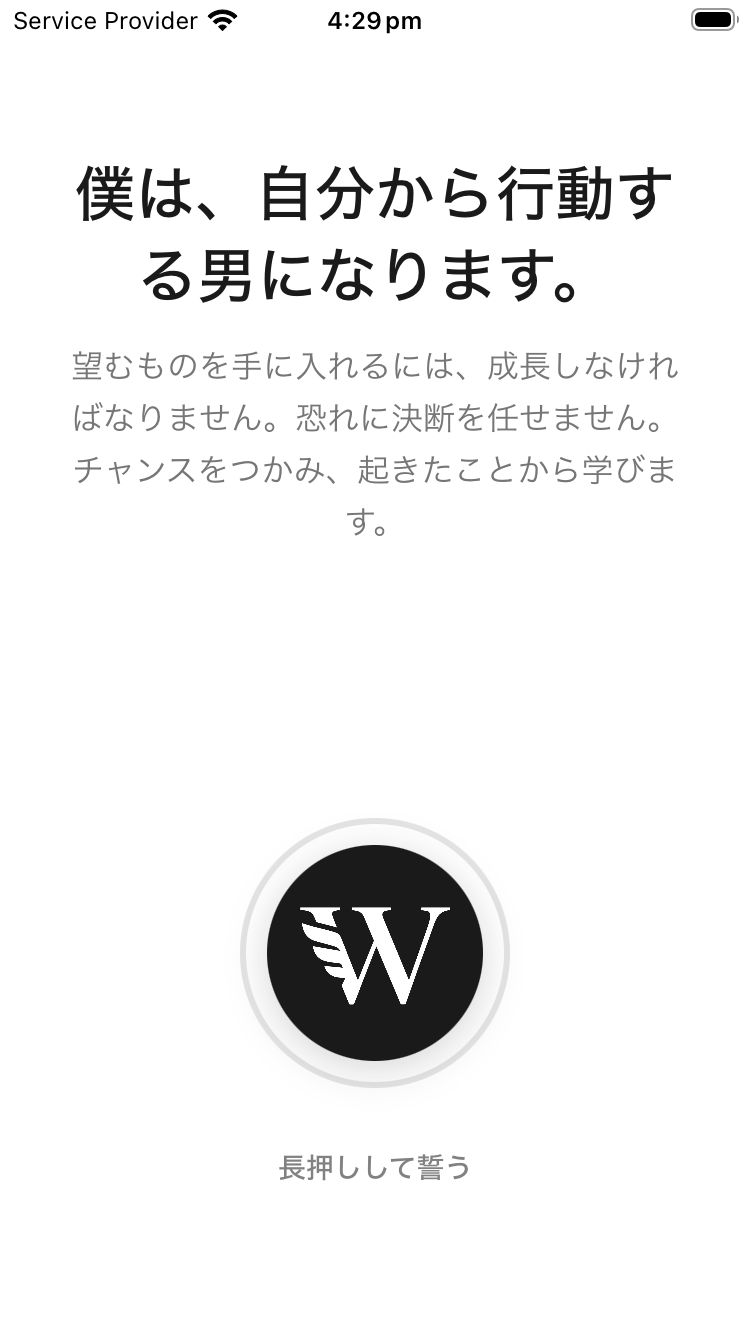 Service Provider 4:29 pm
僕は、自分から行動す
る男になります。
望むものを手に入れるには、成長しなけれ
ばなりません。恐れに決断を任せません。
チャンスをつかみ、起きたことから学びま
す。
W
長押しして誓う